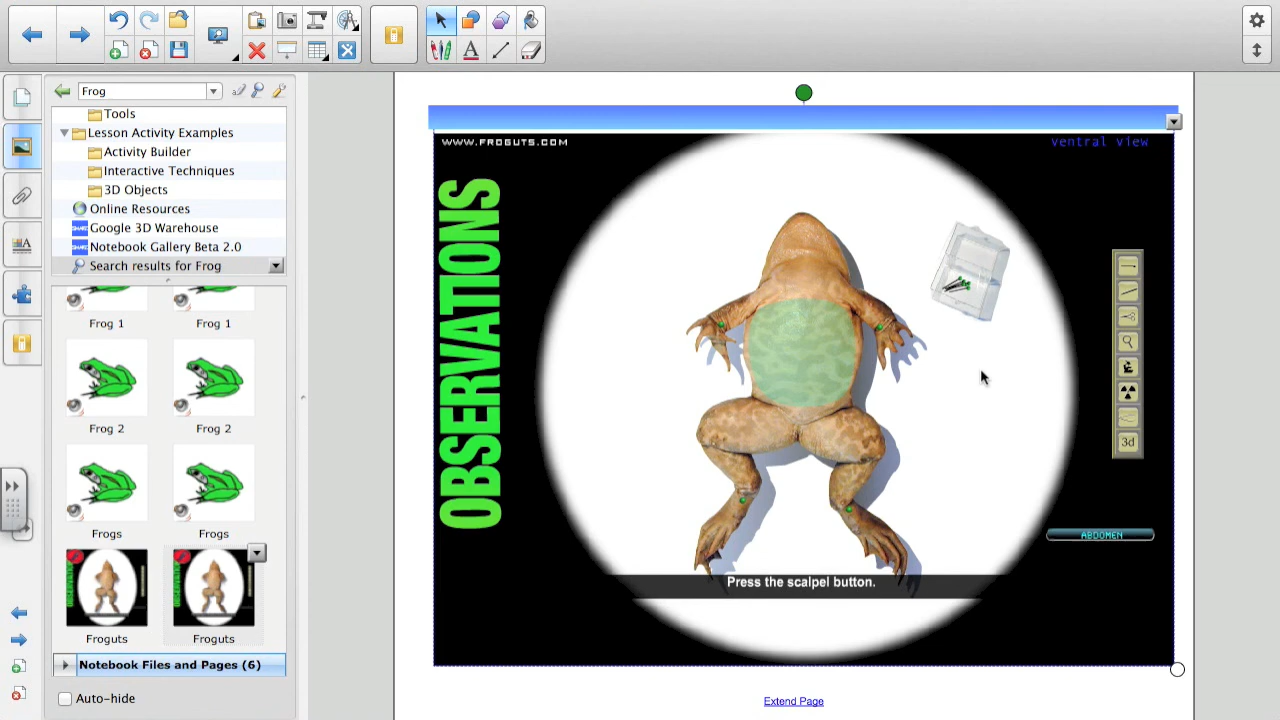 Frog
Tools
Lesson Activity Examples
Activity Builder
Interactive Techniques
3D Objects
Online Resources
Google 3D Warehouse
Notebook Gallery Beta 2.0
Search results for Frog
Frog 1
Frog 1
Frog 2
Frog 2
Frogs
Frogs
Froguts
Froguts
Notebook Files and Pages (6)
Auto-hide
WWW.FROGUTS.COM
ventral view
OBSERVATIONS
3d
ABDOMEN
Press the scalpel button.
Extend Page